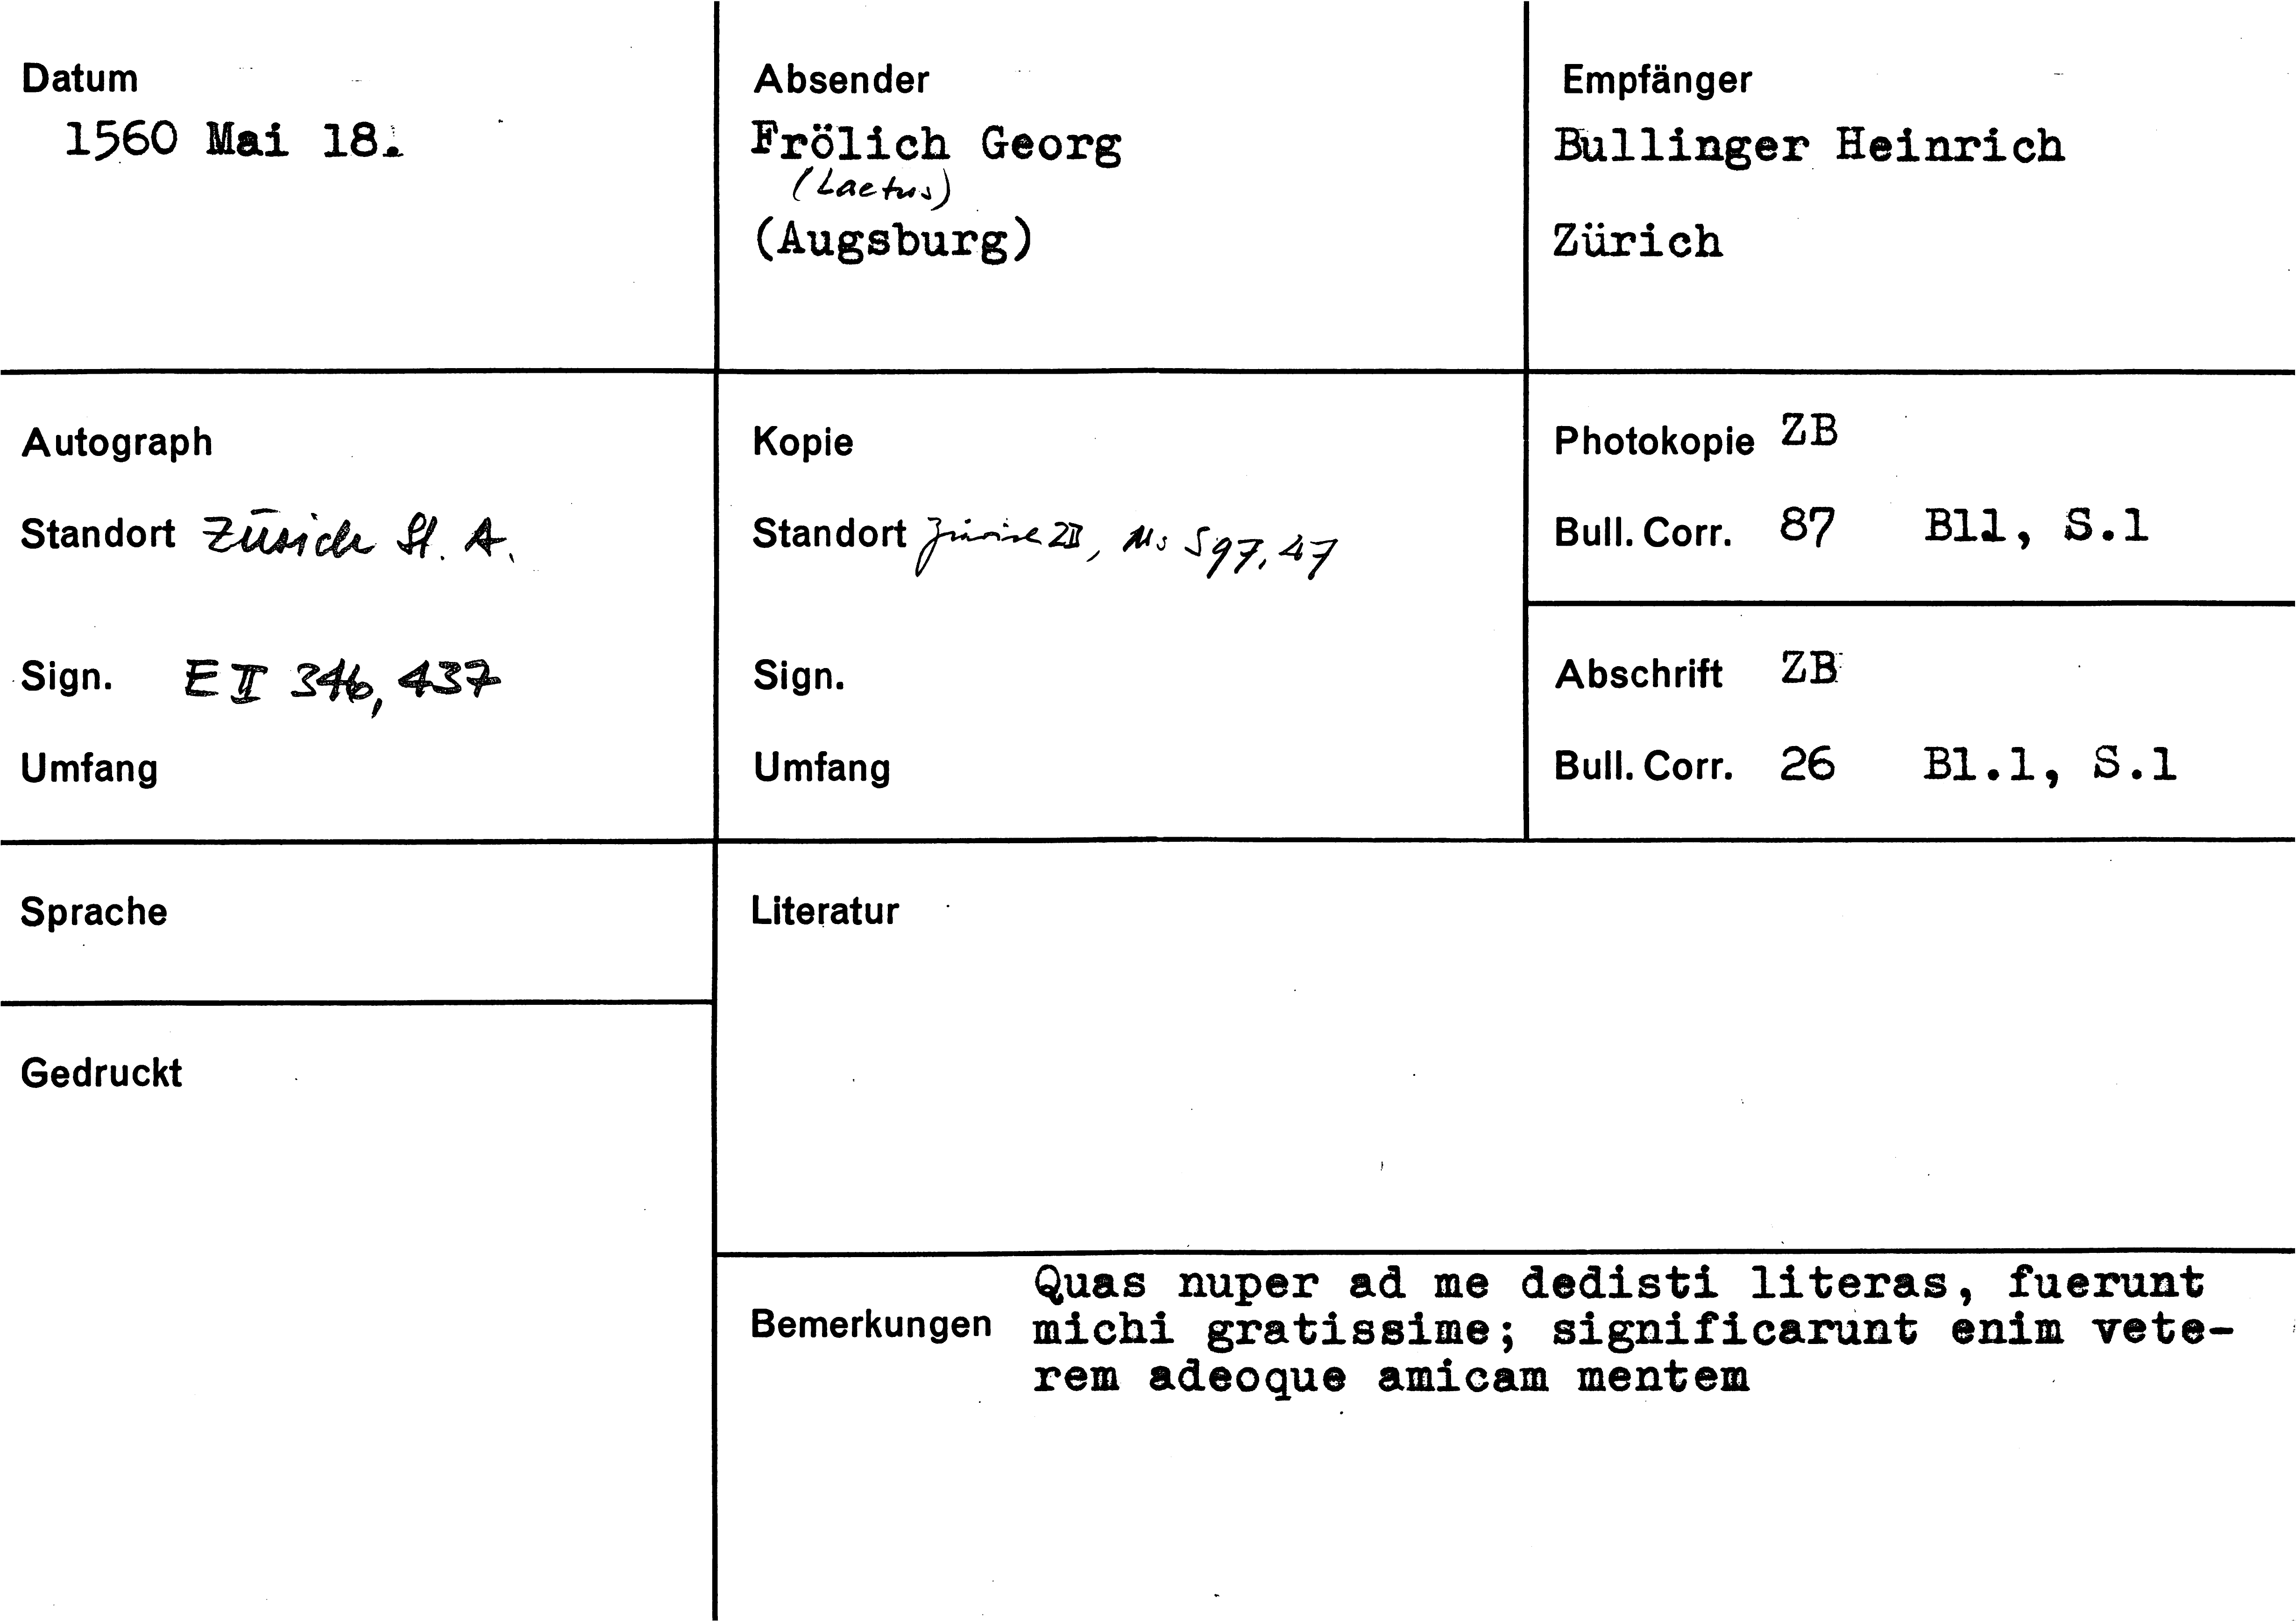 Datum
1560 Mai 18.
Absender
Frölich Georg
(Laetus)
(Augsburg)
Empfänger
Bullinger Heinrich
Zürich
Autograph
Standort Zürich St. A.
Sign. E II 346, 437
Umfang
Kopie
Standort Zürich ZB, Ms S 97, 47
Sign.
Umfang
Photokopie ZB
Bull. Corr. 87 Bl1, S.1
Abschrift ZB
Bull. Corr. 26 Bl.1, S.1
Sprache
Gedruckt
Literatur
Bemerkungen
Quas nuper ad me dedisti literas, fuerunt
michi gratissime; significarunt enim vete-
rem adeoque amicam mentem